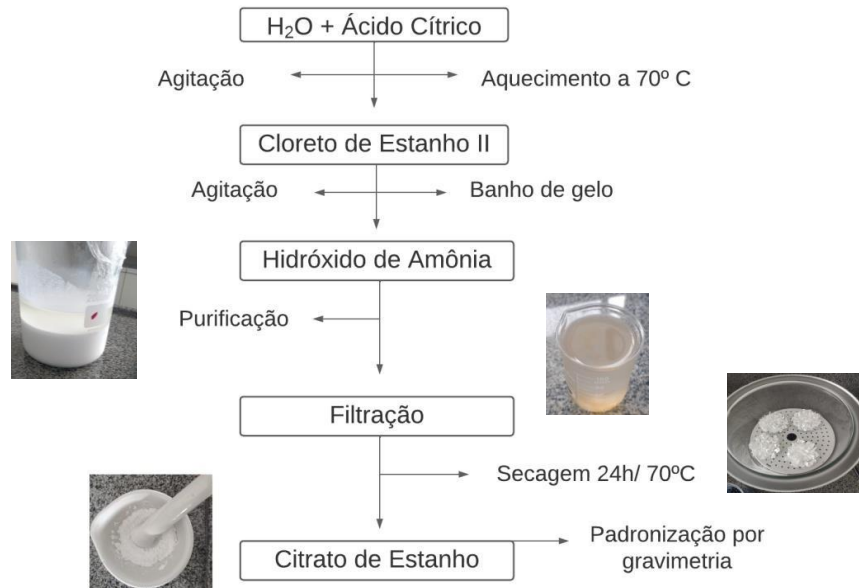 H₂O + Ácido Cítrico
Agitação
Aquecimento a 70º C
Cloreto de Estanho II
Agitação
Banho de gelo
Hidróxido de Amônia
Purificação
Filtração
Secagem 24h/ 70ºC
Citrato de Estanho
Padronização por
gravimetria